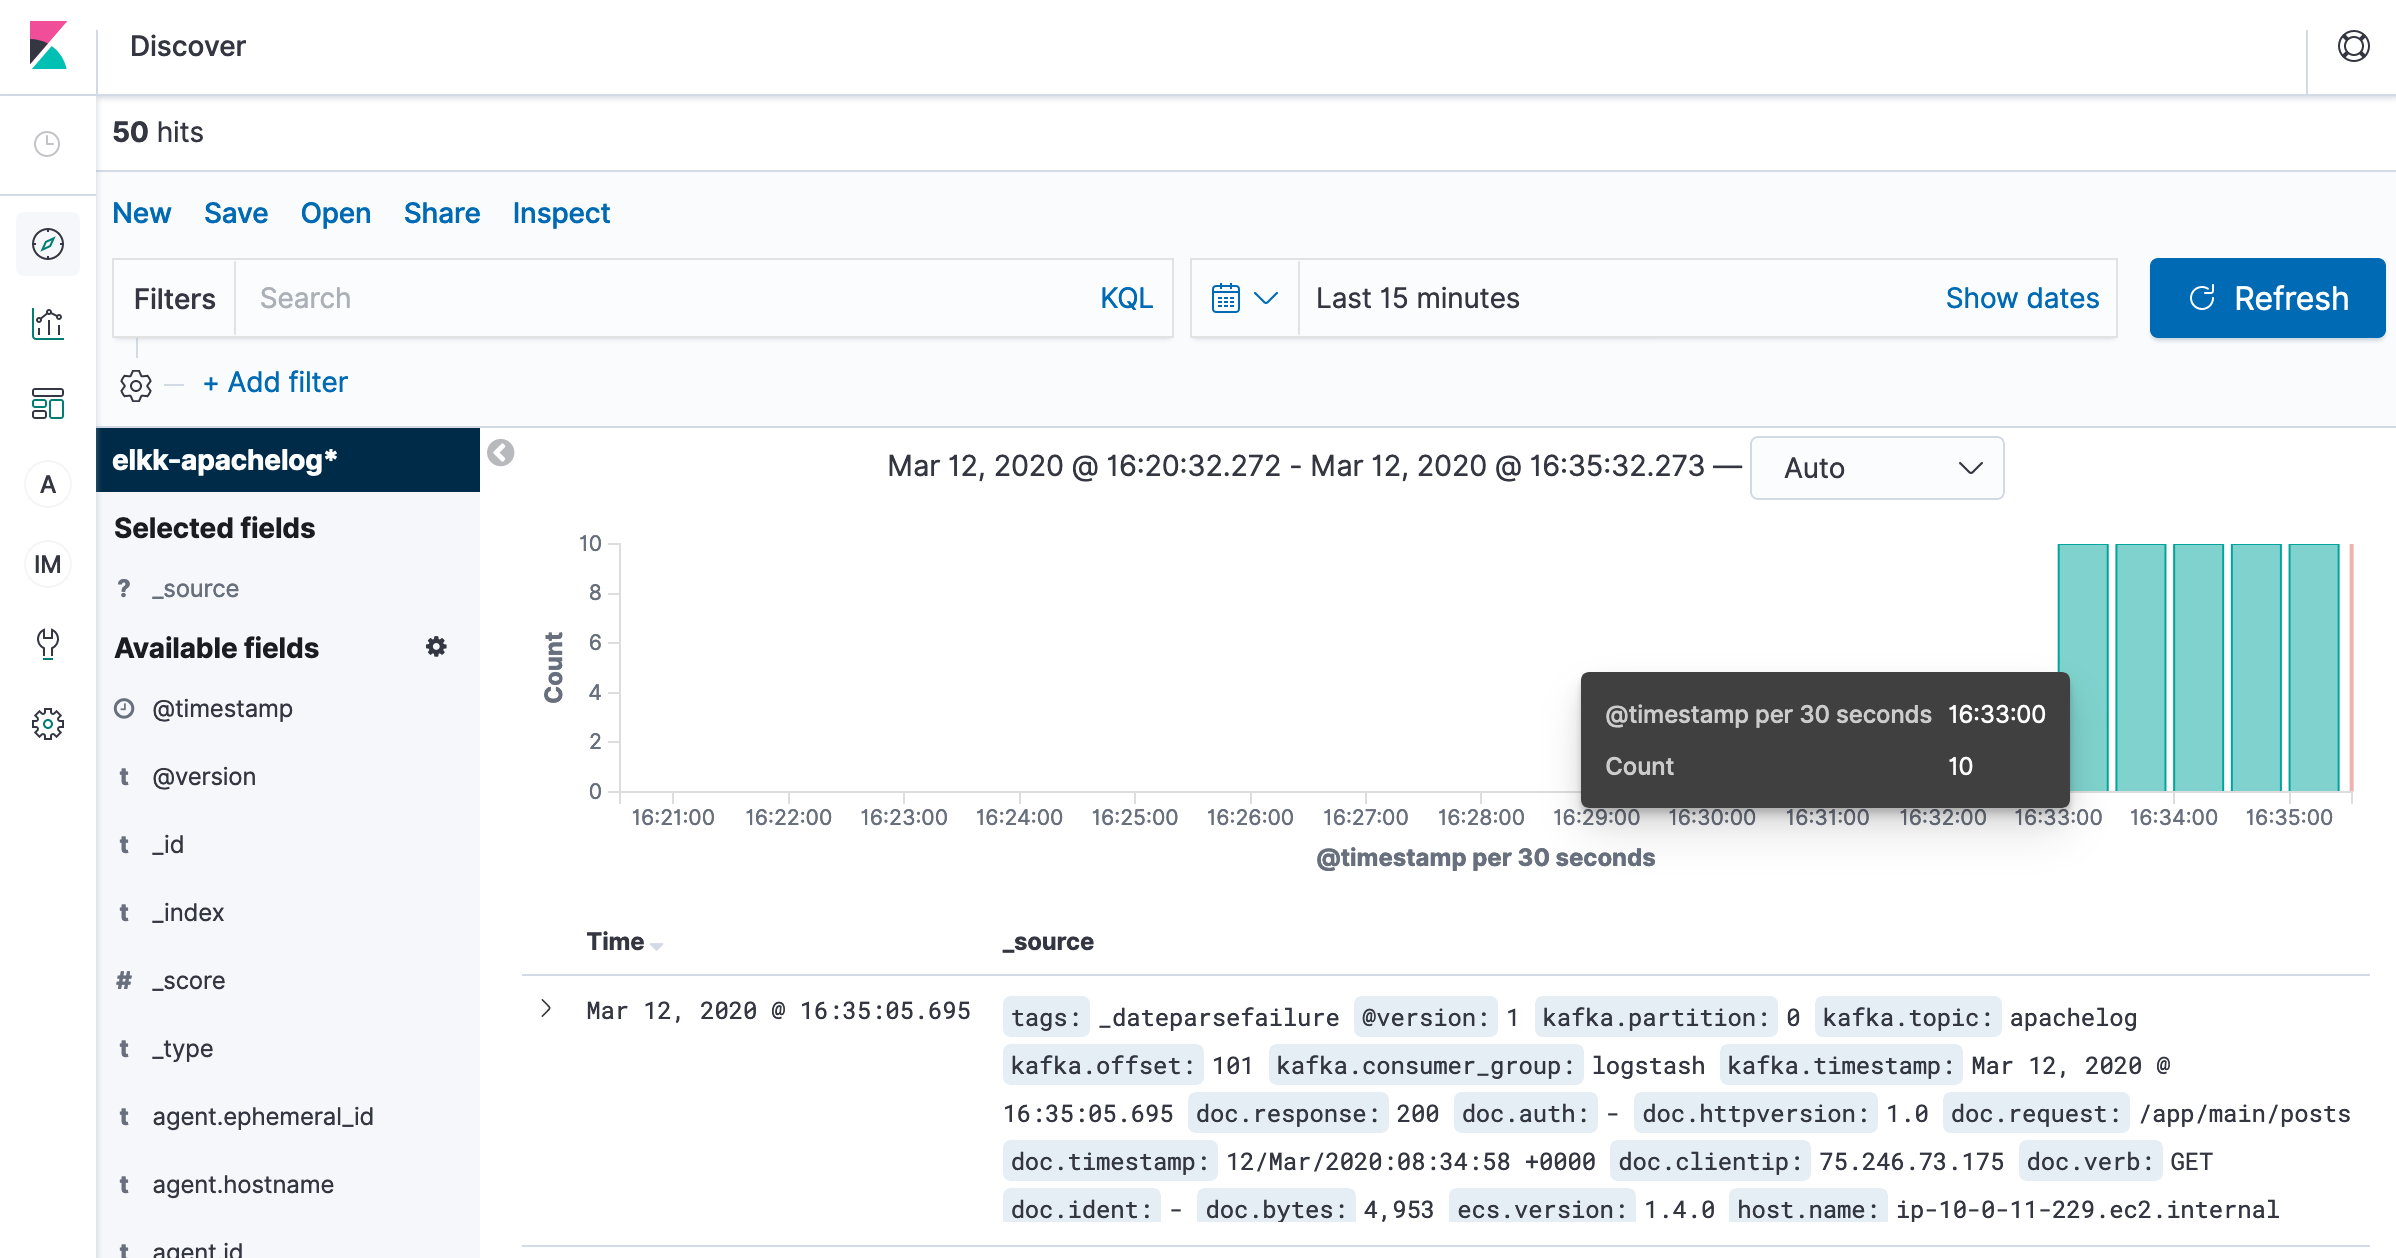 Discover
50 hits
New Save Open Share Inspect
Filters Search KQL Last 15 minutes Show dates Refresh
+ Add filter
elkk-apachelog*
Selected fields
? _source
Available fields
@timestamp
t @version
t _id
t _index
# _score
t _type
t agent.ephemeral_id
t agent.hostname
t agent.id
A
IM
Mar 12, 2020 @ 16:20:32.272 - Mar 12, 2020 @ 16:35:32.273 — Auto
Count
10
8
6
4
2
0
@timestamp per 30 seconds 16:33:00
Count 10
16:21:00 16:22:00 16:23:00 16:24:00 16:25:00 16:26:00 16:27:00 16:28:00 16:29:00 16:30:00 16:31:00 16:32:00 16:33:00 16:34:00 16:35:00
@timestamp per 30 seconds
Time _source
Mar 12, 2020 @ 16:35:05.695 tags: _dateparsefailure @version: 1 kafka.partition: 0 kafka.topic: apachelog
kafka.offset: 101 kafka.consumer_group: logstash kafka.timestamp: Mar 12, 2020 @
16:35:05.695 doc.response: 200 doc.auth: - doc.httpversion: 1.0 doc.request: /app/main/posts
doc.timestamp: 12/Mar/2020:08:34:58 +0000 doc.clientip: 75.246.73.175 doc.verb: GET
doc.ident: - doc.bytes: 4,953 ecs.version: 1.4.0 host.name: ip-10-0-11-229.ec2.internal